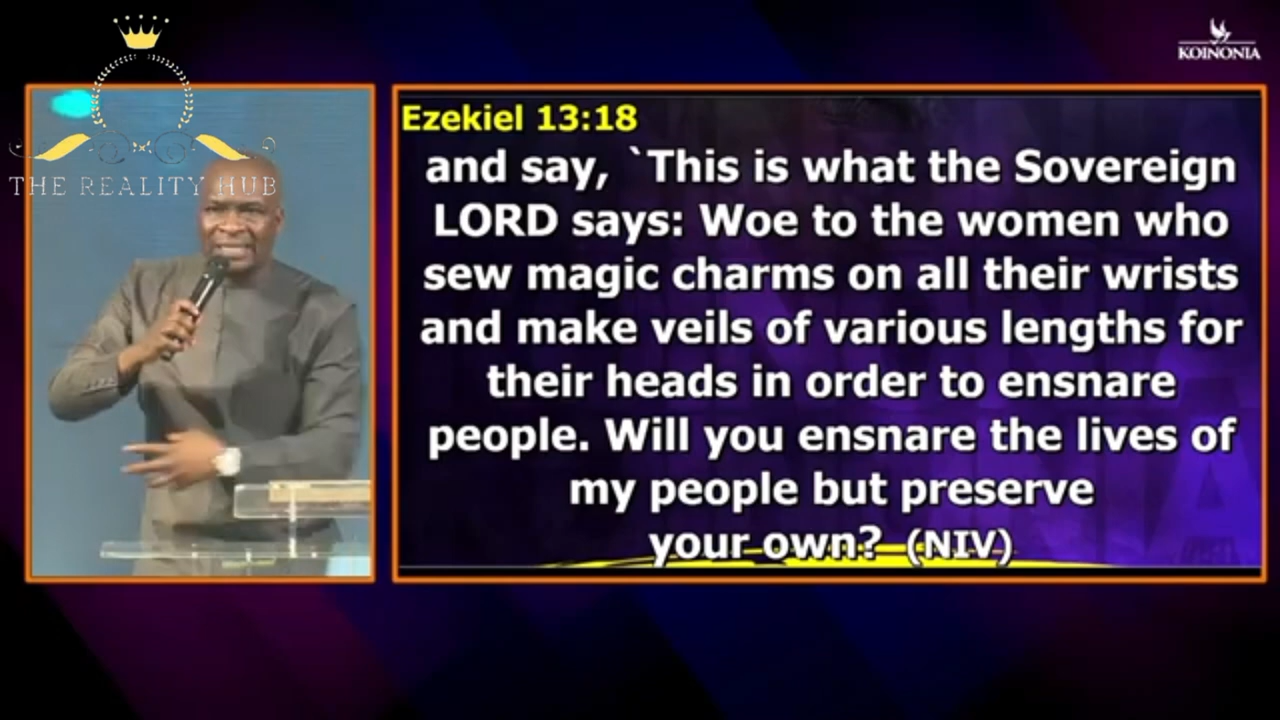 KOINONIA
THE REALITY HUB
Ezekiel 13:18
and say, `This is what the Sovereign
LORD says: Woe to the women who
sew magic charms on all their wrists
and make veils of various lengths for
their heads in order to ensnare
people. Will you ensnare the lives of
my people but preserve
your own? (NIV)